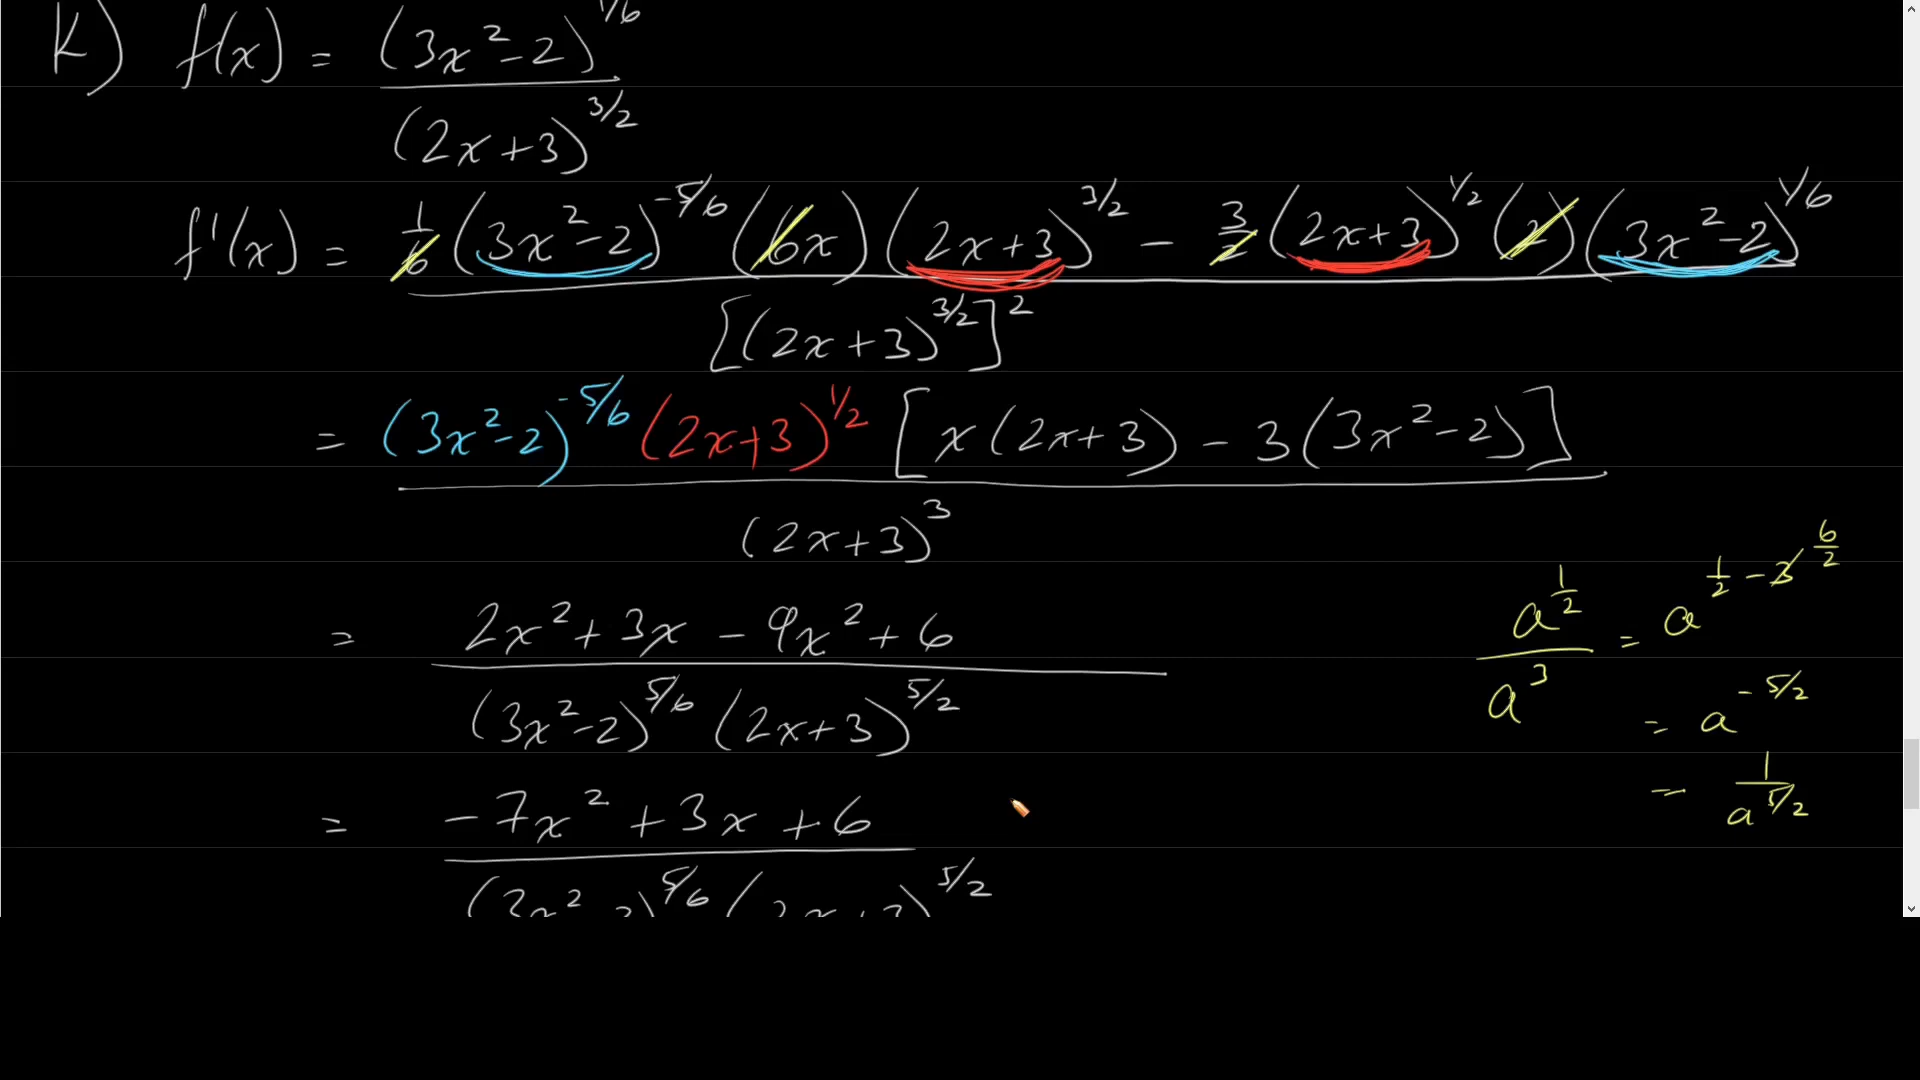 K) f(x) = (3x²-2)^1/6 / (2x+3)^3/2
f'(x) = 1/6 (3x²-2)^-5/6 (6x) (2x+3)^3/2 - 3/2 (2x+3)^1/2 (2) (3x²-2)^1/6 / [(2x+3)^3/2]²
= (3x²-2)^-5/6 (2x+3)^1/2 [x(2x+3) - 3(3x²-2)] / (2x+3)³
= 2x²+3x-9x²+6 / (3x²-2)^5/6 (2x+3)^5/2
= -7x²+3x+6 / (3x²-2)^5/6 (2x+3)^5/2
a^1/2 / a³ = a^1/2 - 3 6/2
= a^-5/2
= 1 / a^5/2